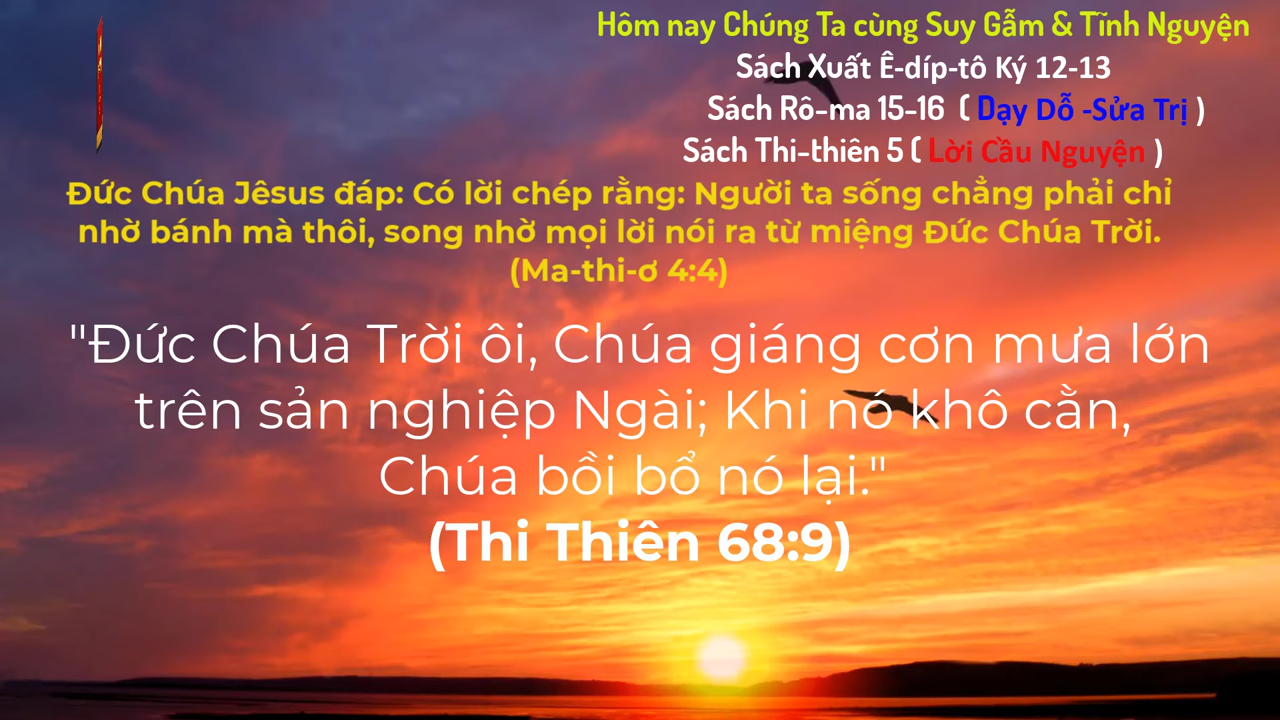 Hôm nay Chúng Ta cùng Suy Gẫm & Tĩnh Nguyện
Sách Xuất Ê-díp-tô Ký 12-13
Sách Rô-ma 15-16 ( Dạy Dỗ -Sửa Trị )
Sách Thi-thiên 5 ( Lời Cầu Nguyện )
Đức Chúa Jêsus đáp: Có lời chép rằng: Người ta sống chẳng phải chỉ
nhờ bánh mà thôi, song nhờ mọi lời nói ra từ miệng Đức Chúa Trời.
(Ma-thi-ơ 4:4)
"Đức Chúa Trời ôi, Chúa giáng cơn mưa lớn
trên sản nghiệp Ngài; Khi nó khô cằn,
Chúa bồi bổ nó lại."
(Thi Thiên 68:9)